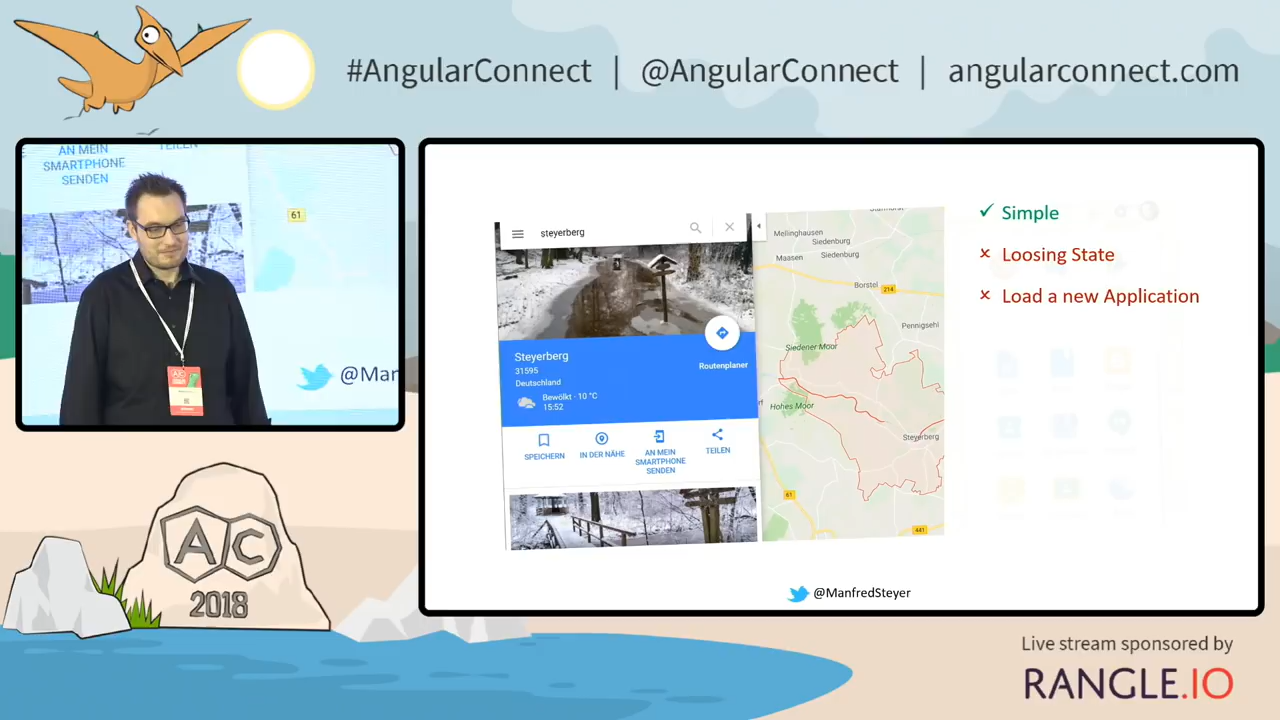 #AngularConnect | @AngularConnect | angularconnect.com
AN MEIN
SMARTPHONE
SENDEN
TEILEN
61
@Man
steyerberg
Steyerberg
31595
Deutschland
Bewölkt · 10 °C
15:52
Routenplaner
SPEICHERN
IN DER NÄHE
AN MEIN
SMARTPHONE
SENDEN
TEILEN
Mellinghausen
Siedenburg
Maasen
Siedenburg
Borstel
214
Pennigsehl
Siedener Moor
Hohes Moor
Steyerberg
61
441
✓ Simple
× Loosing State
× Load a new Application
@ManfredSteyer
AC
2018
Live stream sponsored by
RANGLE.IO